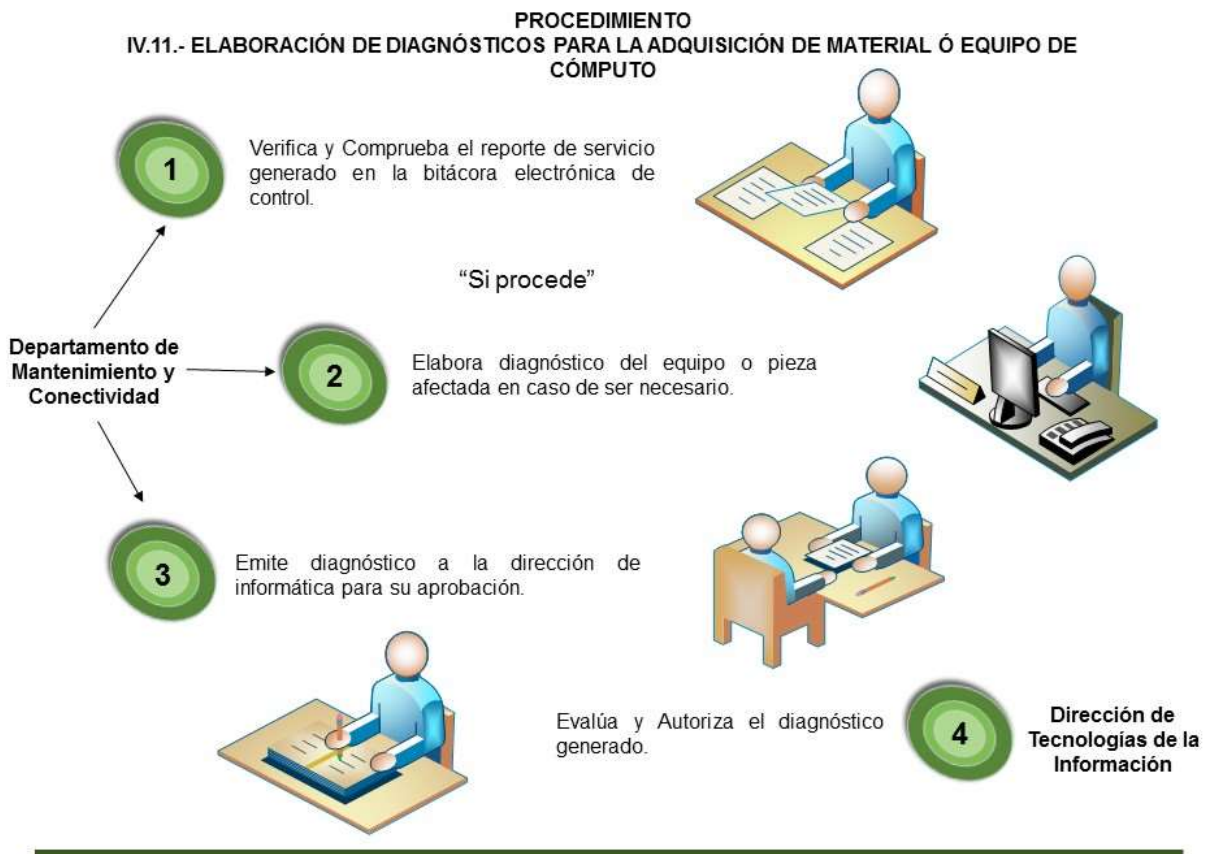 PROCEDIMIENTO
IV.11.- ELABORACIÓN DE DIAGNÓSTICOS PARA LA ADQUISICIÓN DE MATERIAL Ó EQUIPO DE
CÓMPUTO
1
Verifica y Comprueba el reporte de servicio
generado en la bitácora electrónica de
control.
“Si procede”
Departamento de
Mantenimiento y
Conectividad
2
Elabora diagnóstico del equipo o pieza
afectada en caso de ser necesario.
3
Emite diagnóstico a la dirección de
informática para su aprobación.
Evalúa y Autoriza el diagnóstico
generado.
4
Dirección de
Tecnologías de la
Información